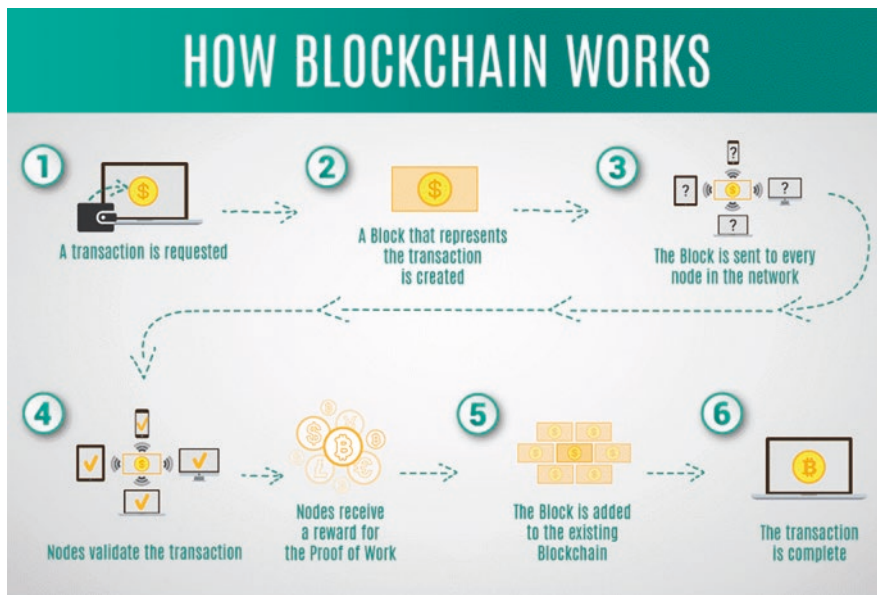 HOW BLOCKCHAIN WORKS
1
A transaction is requested
2
A Block that represents
the transaction
is created
3
The Block is sent to every
node in the network
4
Nodes validate the transaction
Nodes receive
a reward for
the Proof of Work
5
The Block is added
to the existing
Blockchain
6
The transaction
is complete